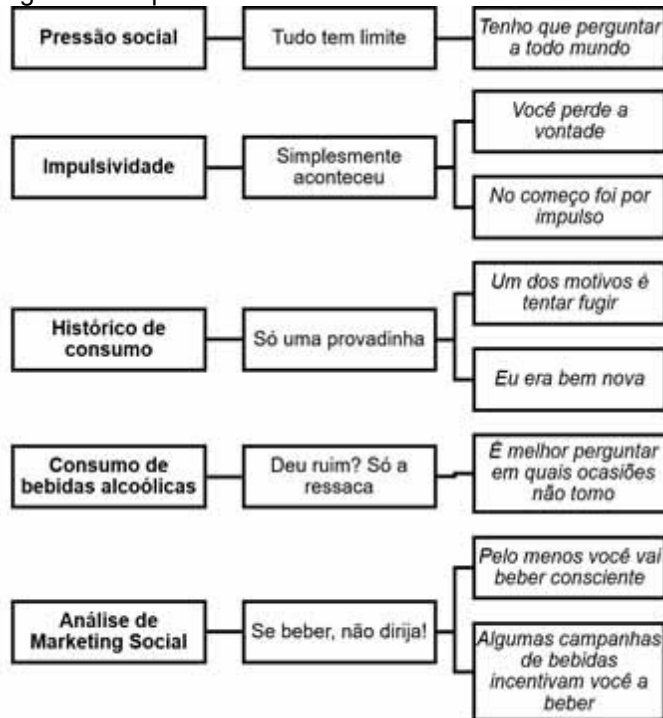 Pressão social
Tudo tem limite
Tenho que perguntar
a todo mundo
Impulsividade
Simplesmente
aconteceu
Você perde a
vontade
No começo foi por
impulso
Histórico de
consumo
Só uma provadinha
Um dos motivos é
tentar fugir
Eu era bem nova
Consumo de
bebidas alcoólicas
Deu ruim? Só a
ressaca
É melhor perguntar
em quais ocasiões
não tomo
Análise de
Marketing Social
Se beber, não dirija!
Pelo menos você vai
beber consciente
Algumas campanhas
de bebidas
incentivam você a
beber